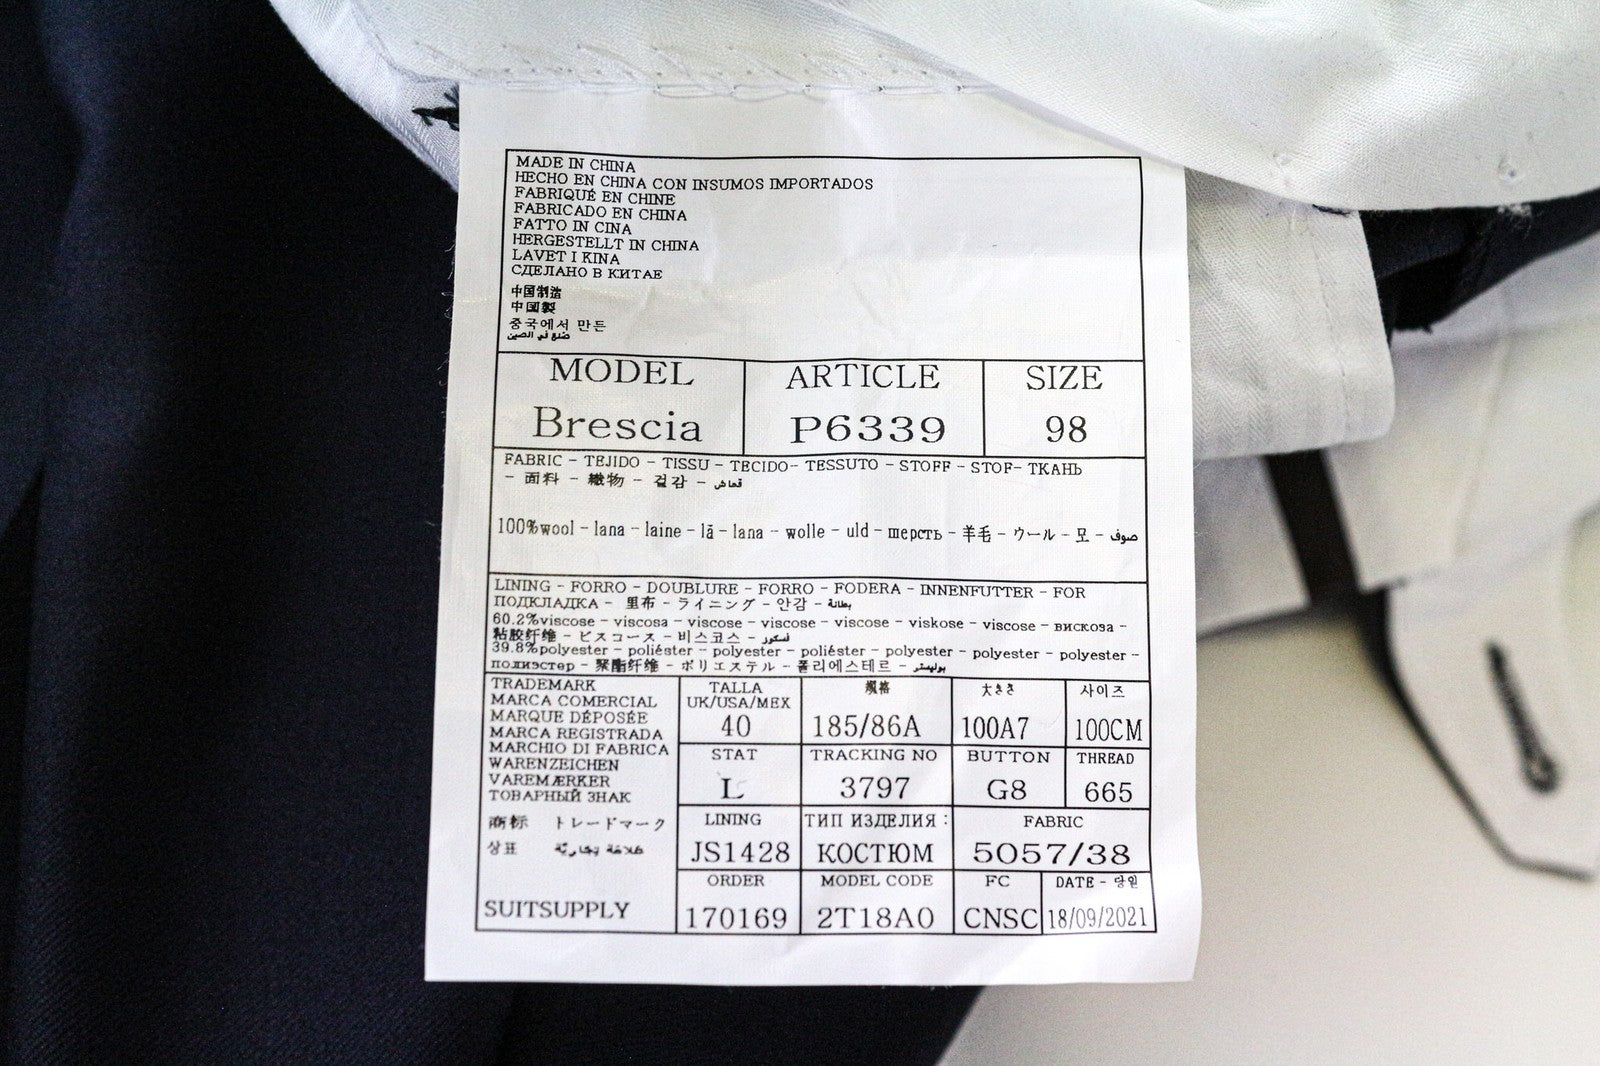 MADE IN CHINA
HECHO EN CHINA CON INSUMOS IMPORTADOS
FABRIQUÉ EN CHINE
FABRICADO EN CHINA
FATTO IN CINA
HERGESTELLT IN CHINA
LAVET I KINA
СДЕЛАНО В КИТАЕ
中国制造
中國製
중국에서 만든
صنع في الصين
MODEL ARTICLE SIZE
Brescia P6339 98
FABRIC - TEJIDO - TISSU - TECIDO- TESSUTO - STOFF - STOF- ТКАНЬ
- 面料 - 織物 - 겉감 - قماش
100%wool - lana - laine - lã - lana - wolle - uld - шерсть - 羊毛 - ウール - 모 - صوف
LINING - FORRO - DOUBLURE - FORRO - FODERA - INNENFUTTER - FOR
ПОДКЛАДКА - 里布 - ライニング - 안감 - بطانة
60.2%viscose - viscosa - viscose - viscose - viscose - viskose - viscose - вискоза -
粘胶纤维 - ビスコース - 비스코스 - فسكوز
39.8%polyester - poliéster - polyester - poliéster - polyester - polyester - polyester -
полиэстер - 聚酯纤维 - ポリエステル - 폴리에스테르 - بوليستر
TRADEMARK
MARCA COMERCIAL
MARQUE DÉPOSÉE
MARCA REGISTRADA
MARCHIO DI FABRICA
WARENZEICHEN
VAREMÆRKER
ТОВАРНЫЙ ЗНАК
商标 トレードマーク
상표 علامة تجاريّة
SUITSUPPLY
TALLA UK/USA/MEX 规格 大きさ 사이즈
40 185/86A 100A7 100CM
STAT TRACKING NO BUTTON THREAD
L 3797 G8 665
LINING ТИП ИЗДЕЛИЯ : FABRIC
JS1428 КОСТЮМ 5057/38
ORDER MODEL CODE FC DATE - 당일
170169 2T18A0 CNSC 18/09/2021